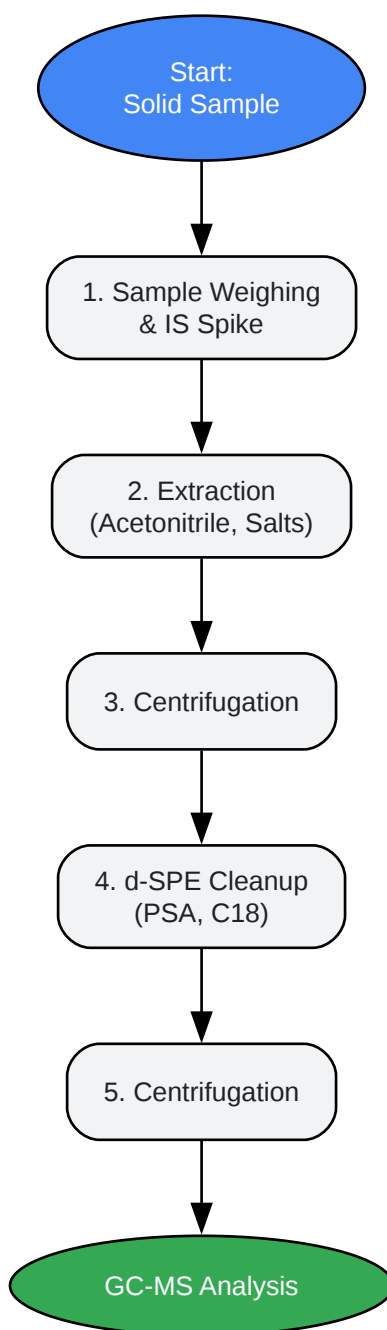 Start:
Solid Sample
1. Sample Weighing
& IS Spike
2. Extraction
(Acetonitrile, Salts)
3. Centrifugation
4. d-SPE Cleanup
(PSA, C18)
5. Centrifugation
GC-MS Analysis